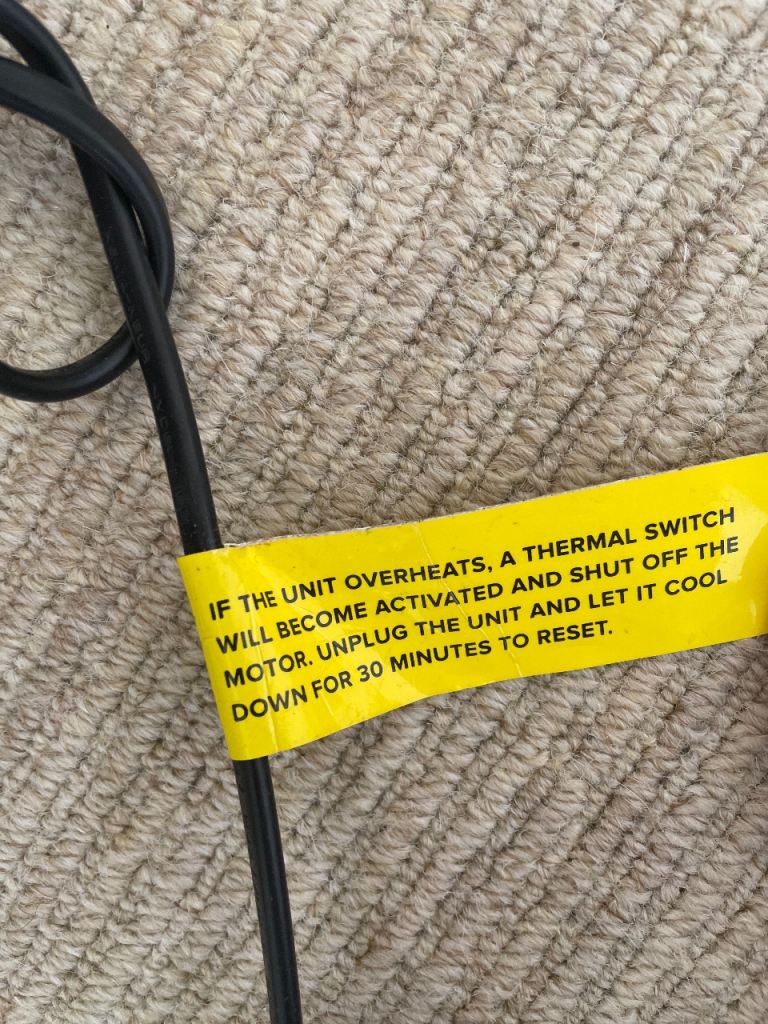 IF THE UNIT OVERHEATS, A THERMAL SWITCH
WILL BECOME ACTIVATED AND SHUT OFF THE
MOTOR. UNPLUG THE UNIT AND LET IT COOL
DOWN FOR 30 MINUTES TO RESET.